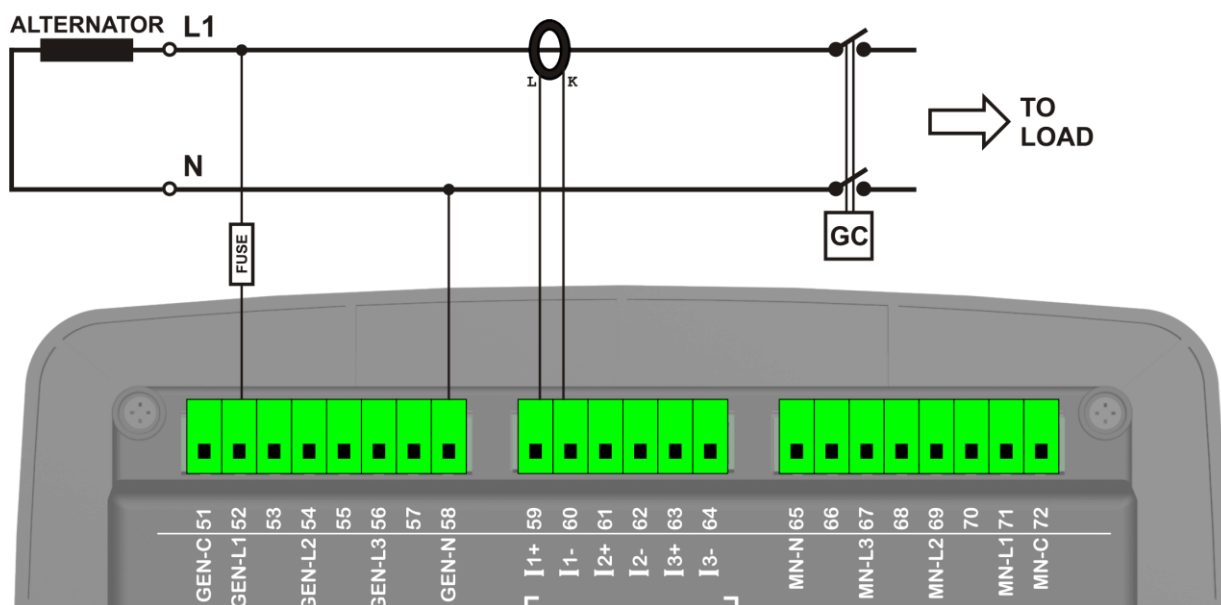 ALTERNATOR L1
L K
TO
LOAD
N
FUSE
GC
GEN-C 51
GEN-L1 52
53
GEN-L2 54
55
GEN-L3 56
57
GEN-N 58
I1+ 59
I1- 60
I2+ 61
I2- 62
I3+ 63
I3- 64
MN-N 65
66
MN-L3 67
68
MN-L2 69
70
MN-L1 71
MN-C 72